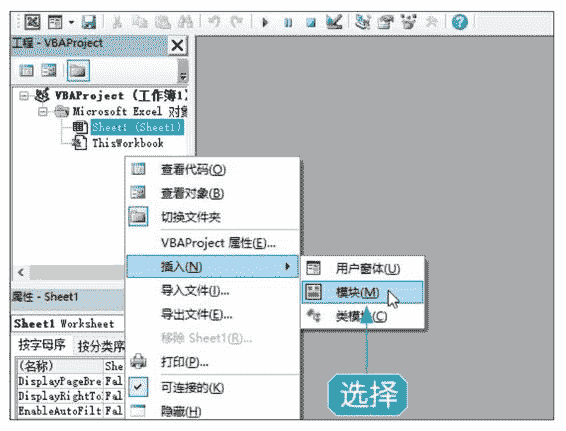 工程 - VBAProject
VBAProject (工作簿1)
Microsoft Excel 对象
Sheet1 (Sheet1)
ThisWorkbook
查看代码(O)
查看对象(B)
切换文件夹
VBAProject 属性(E)...
插入(N)
用户窗体(U)
模块(M)
类模块(C)
导入文件(I)...
导出文件(E)...
移除 Sheet1(R)...
打印(P)...
可连接的(K)
隐藏(H)
属性 - Sheet1
Sheet1 Worksheet
按字母序 按分类序
(名称) She
DisplayPageBre Fal
DisplayRightTo Fal
EnableAutoFilt Fal
选择